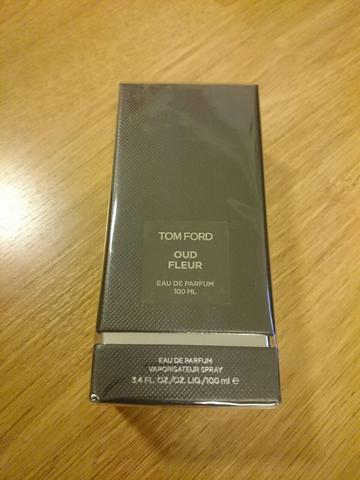 TOM FORD
OUD
FLEUR
EAU DE PARFUM
100 ML
EAU DE PARFUM
VAPORISATEUR SPRAY
3.4 FL. OZ./OZ. LIQ./100 ml ℮